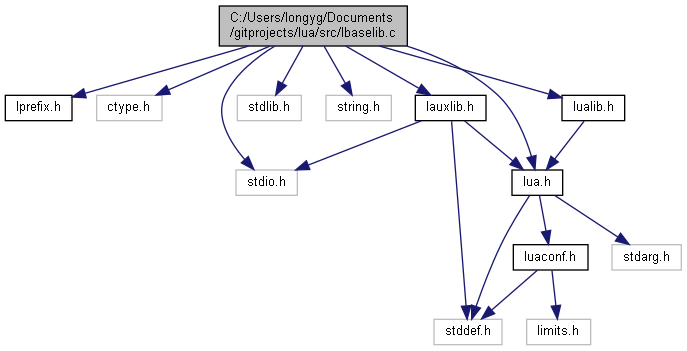 C:/Users/longyg/Documents
/gitprojects/lua/src/lbaselib.c
lprefix.h
ctype.h
stdlib.h
string.h
lauxlib.h
lualib.h
stdio.h
lua.h
luaconf.h
stdarg.h
stddef.h
limits.h